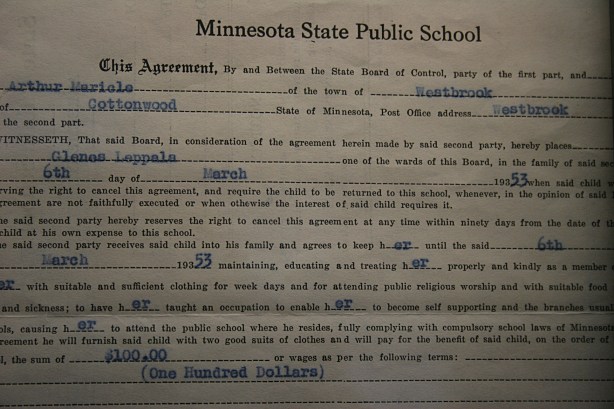 Minnesota State Public School
This Agreement, By and Between the State Board of Control, party of the first part, and
Arthur Muricle of the town of Westbrook
of Cottonwood State of Minnesota, Post Office address Westbrook
the second part.
WITNESSETH, That said Board, in consideration of the agreement herein made by said second party, hereby places
Glenos Leppala one of the wards of this Board, in the family of said sec
6th day of March 19353 when said child w
rving the right to cancel this agreement, and require the child to be returned to this school, whenever, in the opinion of said
greement are not faithfully executed or when othewise the interest of said child requires it.
he said second party hereby reserves the right to cancel this agreement at any time within ninety days from the date of th
child at his own expense to this school.
he said second party receives said child into his family and agrees to keep her until the said 6th
March 19353 maintaining, educating and treating her properly and kindly as a member
er with suitable and sufficient clothing for week days and for attending public religious worship and with suitable food
and sickness; to have her taught an occupation to enable her to become self supporting and the branches usual
ols, causing her to attend the public school where he resides, fully complying with compulsory school laws of Minnesota
reement he will furnish said child with two good suits of clothes and will pay for the benefit of said child, on the order of
l, the sum of $100.00 or wages as per the following terms:
(One Hundred Dollars)